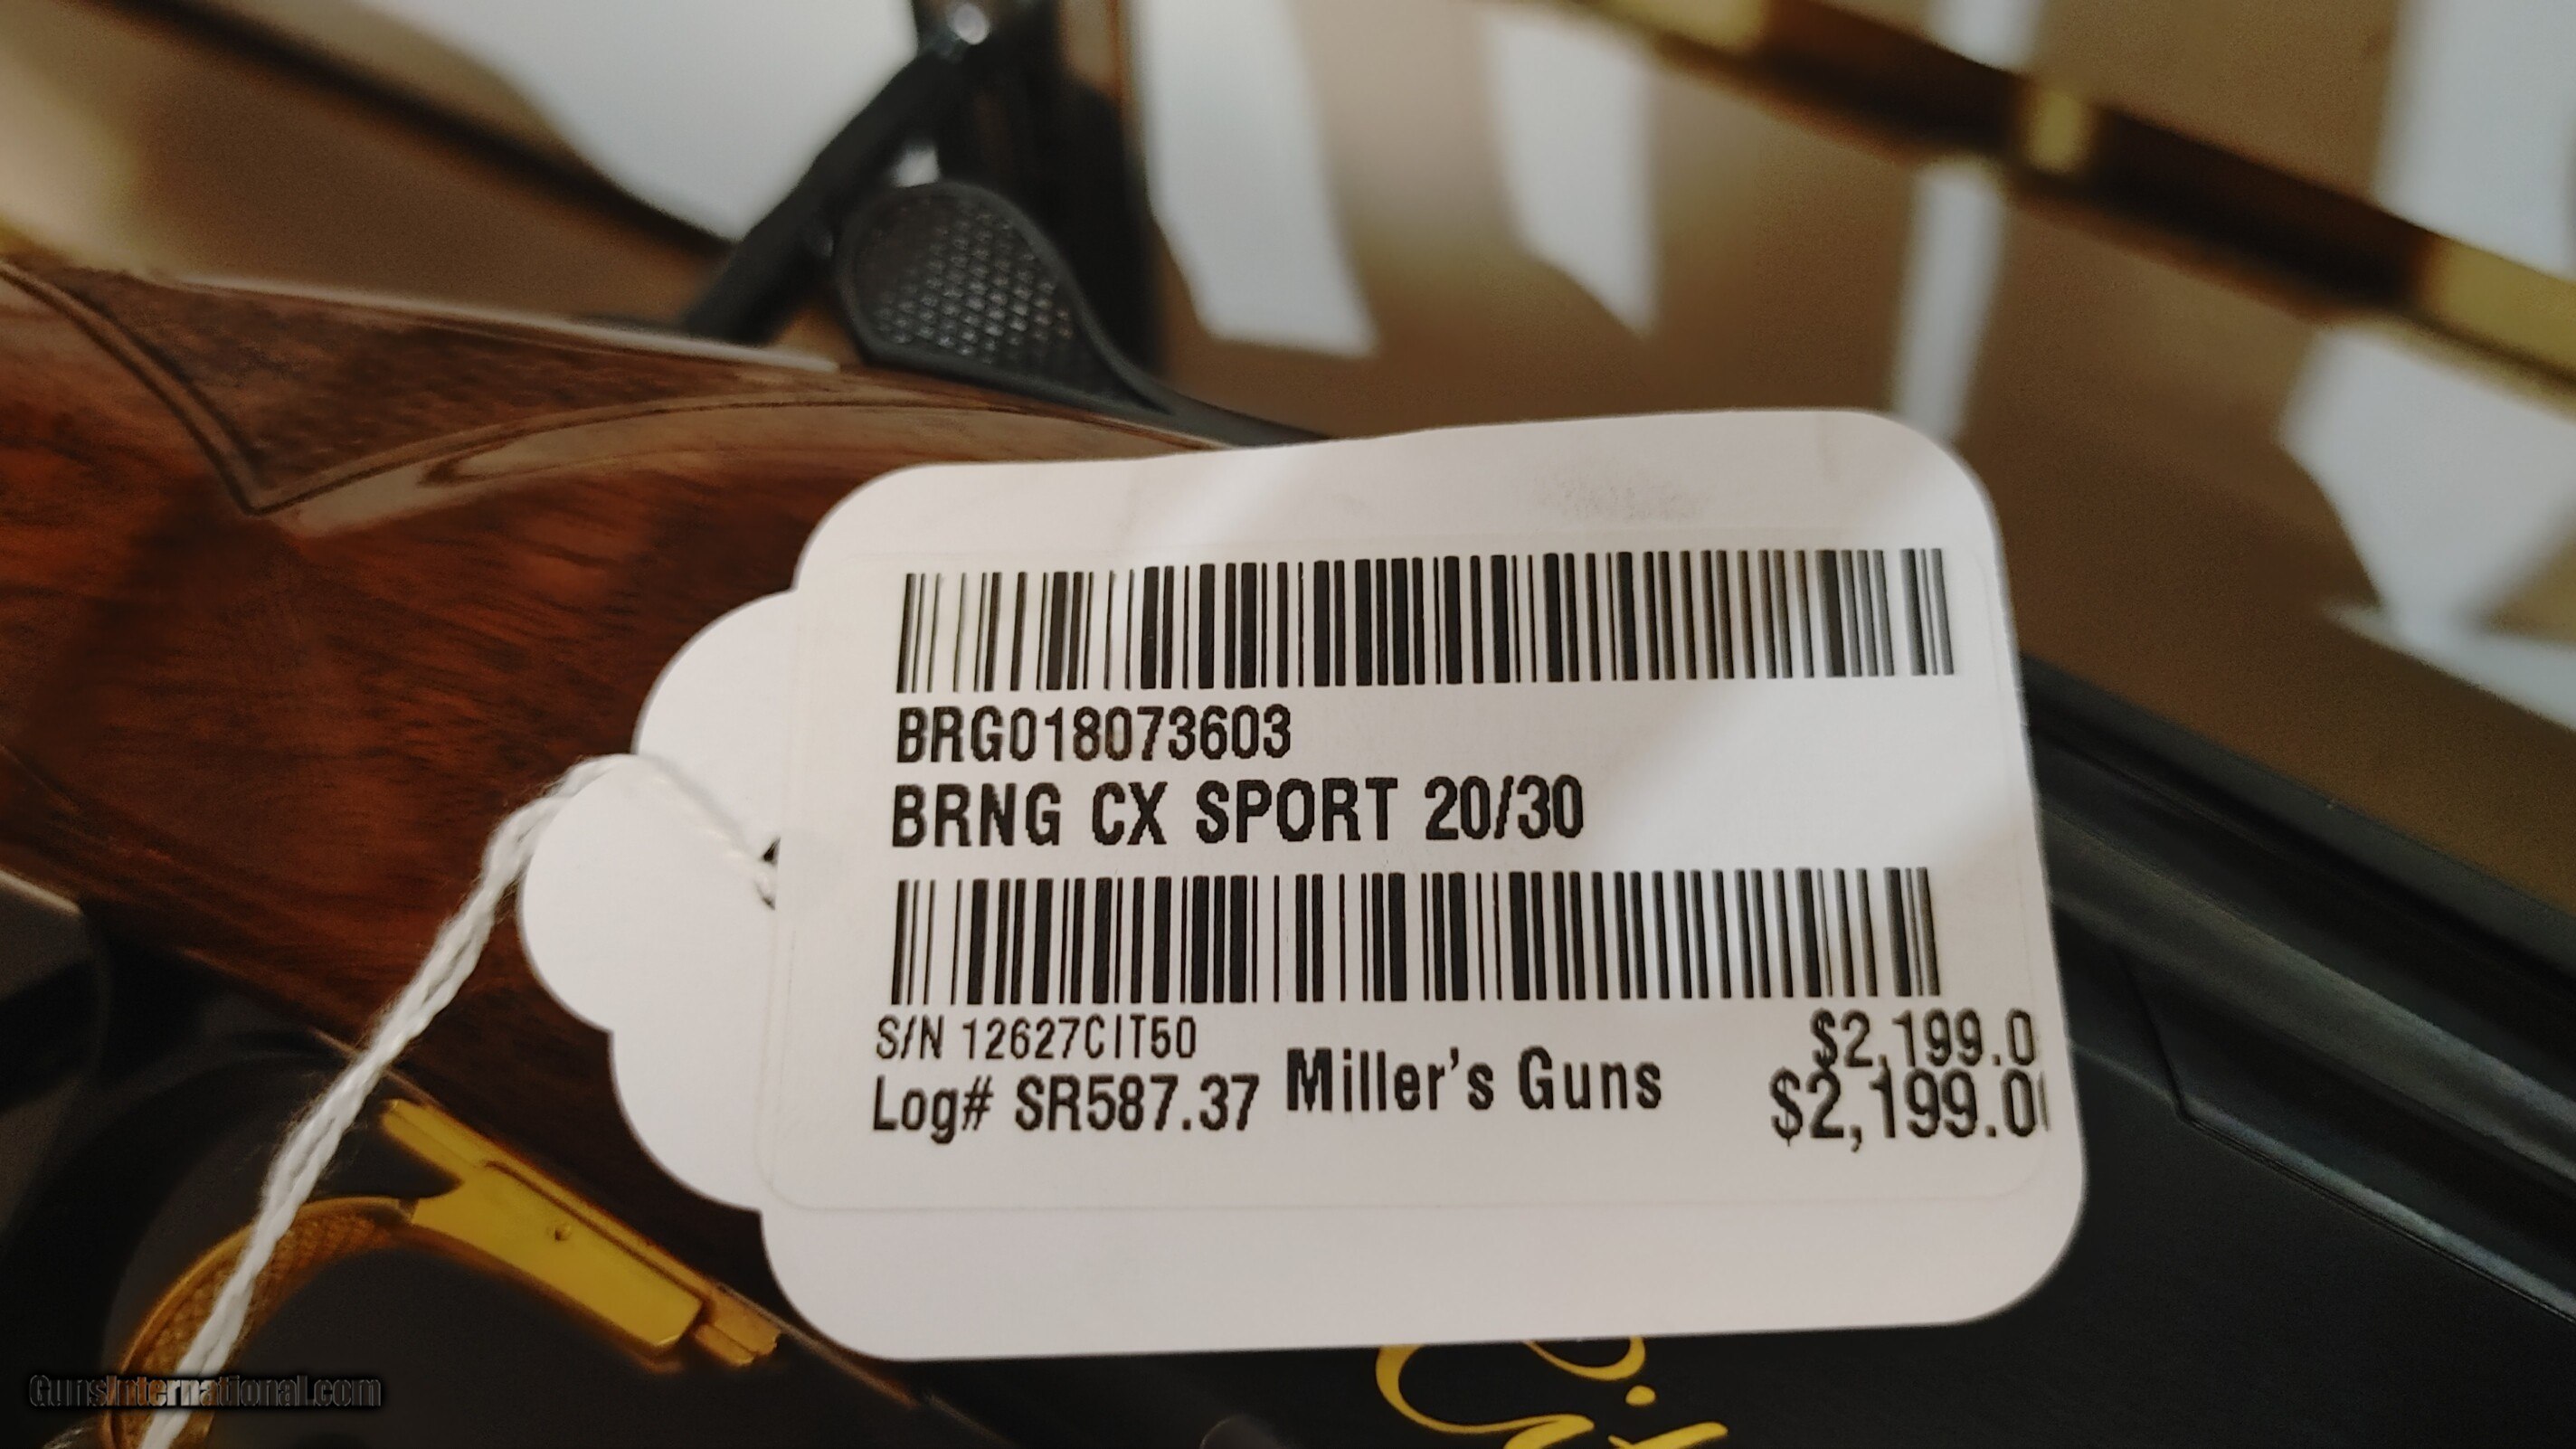 BRG018073603
BRNG CX SPORT 20/30
S/N 12627CIT50
Log# SR587.37
Miller's Guns
$2,199.0
$2,199.0
GunsInternational.com